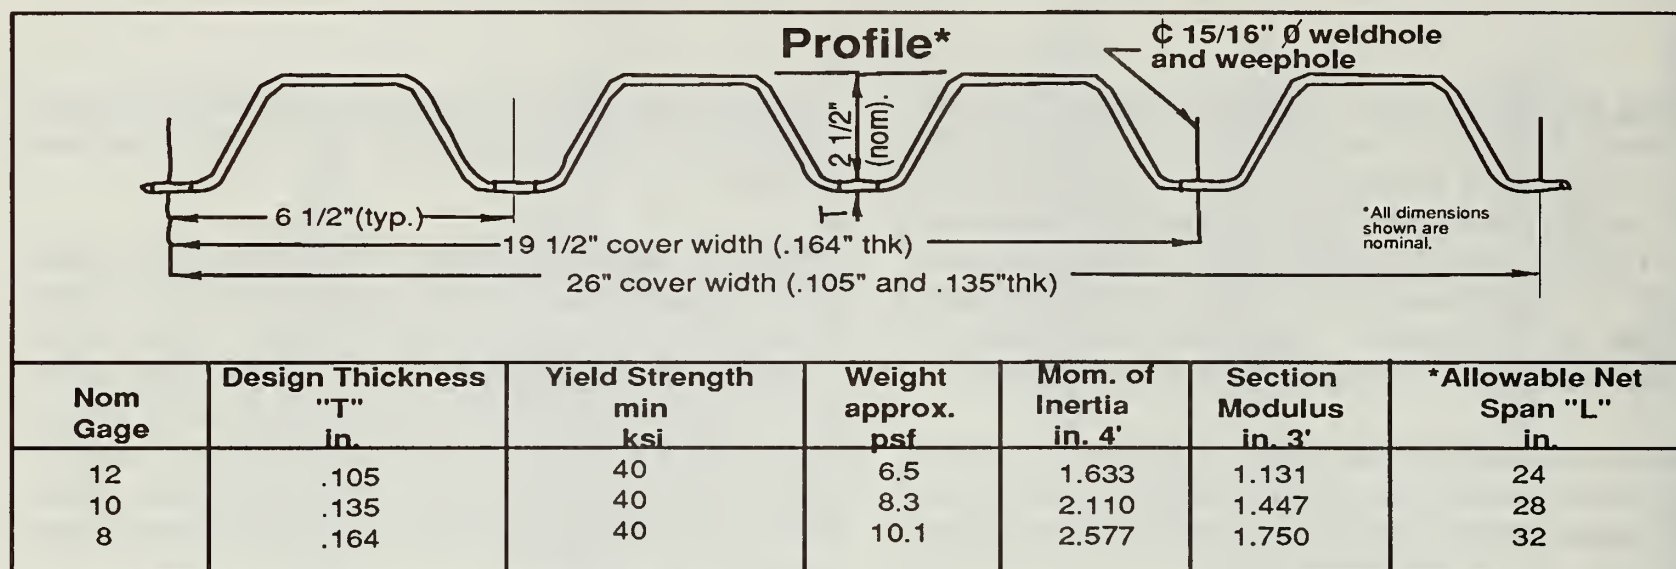 Profile*
₵ 15/16" Ø weldhole
and weephole
2 1/2"
(nom).
T
6 1/2"(typ.)
19 1/2" cover width (.164" thk)
26" cover width (.105" and .135"thk)
*All dimensions
shown are
nominal.
Nom
Gage
Design Thickness
"T"
in.
Yield Strength
min
ksi
Weight
approx.
psf
Mom. of
Inertia
in. 4'
Section
Modulus
in. 3'
*Allowable Net
Span "L"
in.
12 .105 40 6.5 1.633 1.131 24
10 .135 40 8.3 2.110 1.447 28
8 .164 40 10.1 2.577 1.750 32